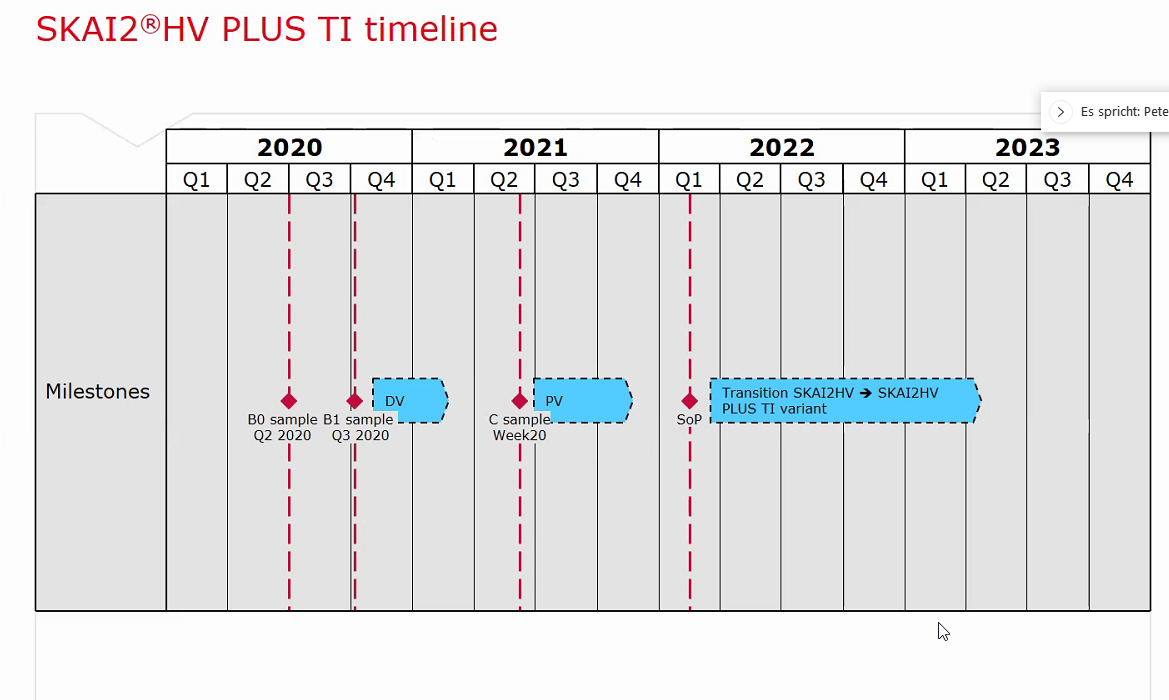 SKAI2®HV PLUS TI timeline
Es spricht: Pete
2020 2021 2022 2023
Q1 Q2 Q3 Q4 Q1 Q2 Q3 Q4 Q1 Q2 Q3 Q4 Q1 Q2 Q3 Q4
Milestones
B0 sample
Q2 2020
B1 sample
Q3 2020
DV
C sample
Week20
PV
SoP
Transition SKAI2HV ➔ SKAI2HV
PLUS TI variant